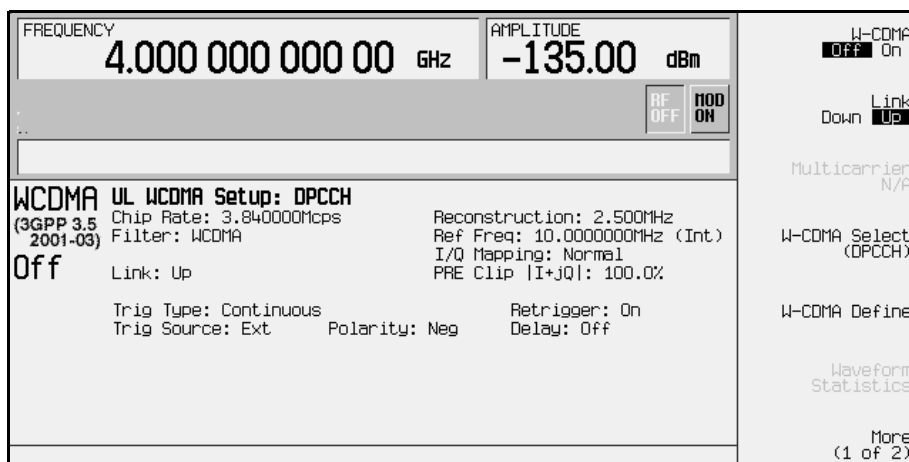 FREQUENCY
4.000 000 000 00 GHz
AMPLITUDE
-135.00 dBm
RF OFF
MOD ON
WCDMA
(3GPP 3.5
2001-03)
Off
UL WCDMA Setup: DPCCH
Chip Rate: 3.840000Mcps
Reconstruction: 2.500MHz
Filter: WCDMA
Ref Freq: 10.0000000MHz (Int)
I/Q Mapping: Normal
Link: Up
PRE Clip |I+jQ|: 100.0%
Trig Type: Continuous
Retrigger: On
Trig Source: Ext
Polarity: Neg
Delay: Off
W-CDMA
Off On
Link
Down Up
Multicarrier
N/A
W-CDMA Select
(DPCCH)
W-CDMA Define
Waveform
Statistics
More
(1 of 2)